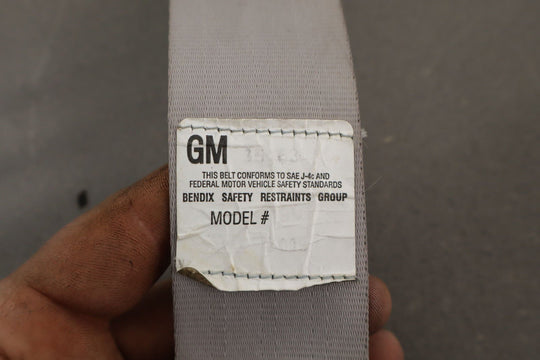 GM
THIS BELT CONFORMS TO SAE J-4c AND
FEDERAL MOTOR VEHICLE SAFETY STANDARDS
BENDIX SAFETY RESTRAINTS GROUP
MODEL #